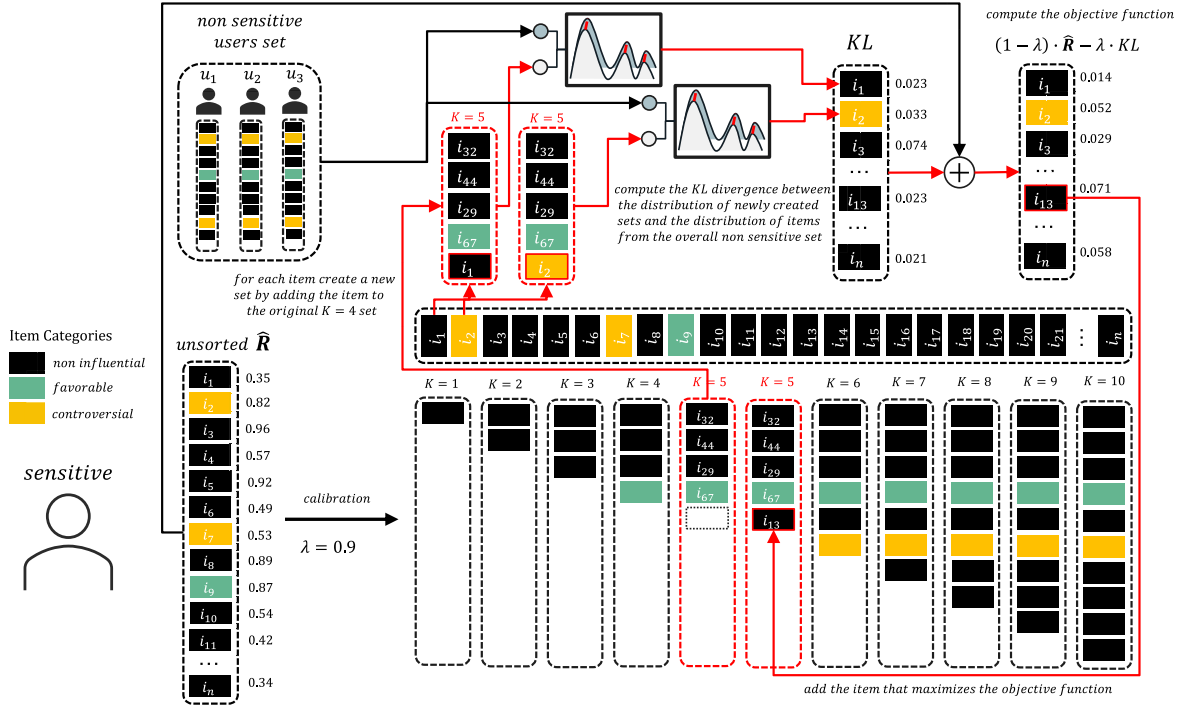 non sensitive
users set
u1 u2 u3
K = 5
i32
i44
i29
i67
i1
K = 5
i32
i44
i29
i67
i2
for each item create a new
set by adding the item to
the original K = 4 set
compute the KL divergence between
the distribution of newly created
sets and the distribution of items
from the overall non sensitive set
KL
i1 0.023
i2 0.033
i3 0.074
...
i13 0.023
...
in 0.021
+
compute the objective function
(1 − λ) · R̂ − λ · KL
i1 0.014
i2 0.052
i3 0.029
...
i13 0.071
...
in 0.058
i1 i2 i3 i4 i5 i6 i7 i8 i9 i10 i11 i12 i13 i14 i15 i16 i17 i18 i19 i20 i21 ... in
Item Categories
non influential
favorable
controversial
sensitive
unsorted R̂
i1 0.35
i2 0.82
i3 0.96
i4 0.57
i5 0.92
i6 0.49
i7 0.53
i8 0.89
i9 0.87
i10 0.54
i11 0.42
...
in 0.34
calibration
λ = 0.9
K = 1 K = 2 K = 3 K = 4 K = 5 K = 5 K = 6 K = 7 K = 8 K = 9 K = 10
i32 i32
i44 i44
i29 i29
i67 i67
i13
add the item that maximizes the objective function